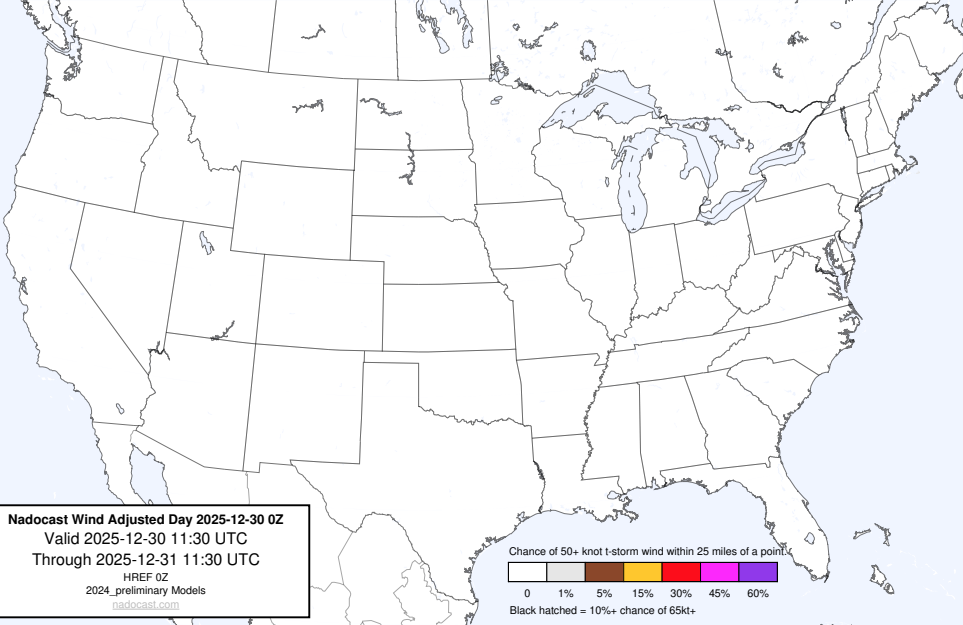 Nadocast Wind Adjusted Day 2025-12-30 0Z
Valid 2025-12-30 11:30 UTC
Through 2025-12-31 11:30 UTC
HREF 0Z
2024_preliminary Models
nadocast.com
Chance of 50+ knot t-storm wind within 25 miles of a point.
0 1% 5% 15% 30% 45% 60%
Black hatched = 10%+ chance of 65kt+